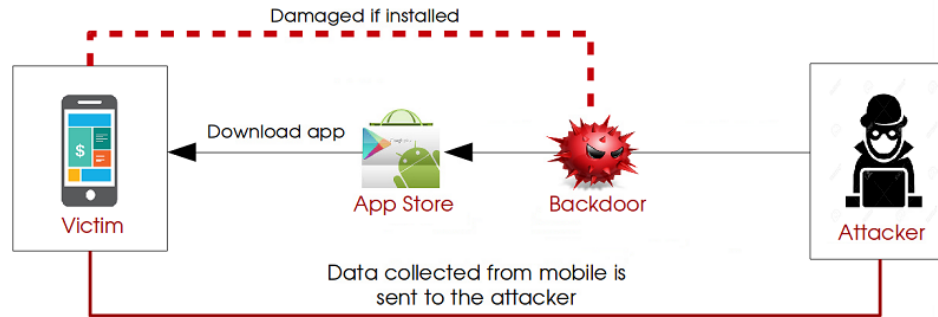 Damaged if installed
Download app
$
Victim
App Store
Backdoor
Attacker
Data collected from mobile is
sent to the attacker